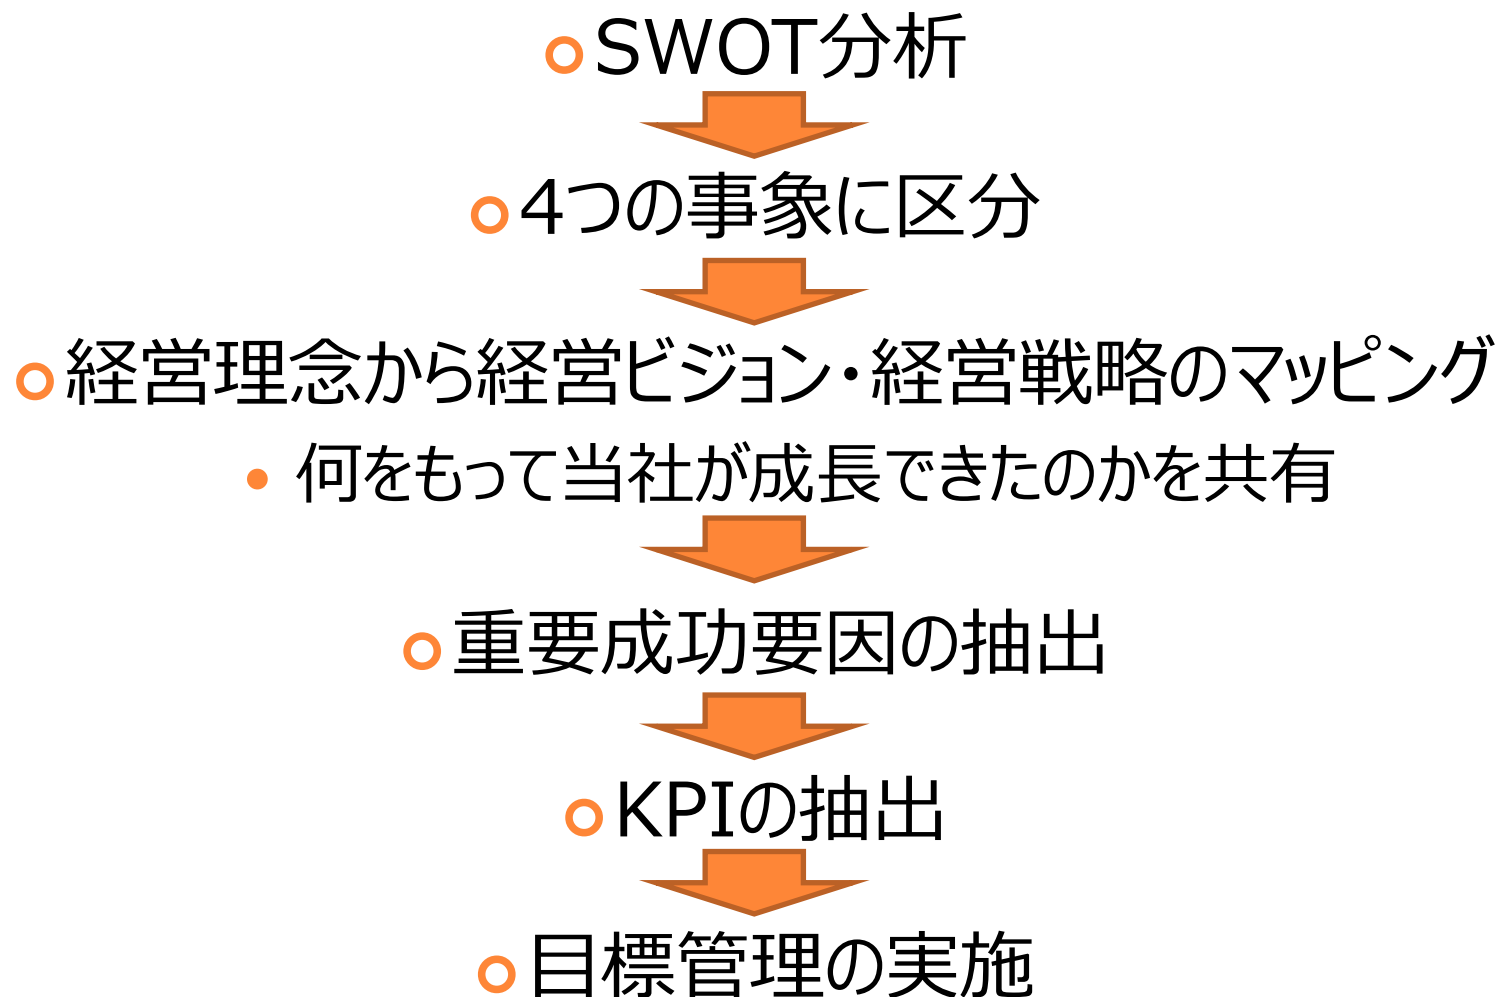 SWOT分析
4つの事象に区分
経営理念から経営ビジョン・経営戦略のマッピング
何をもって当社が成長できたのかを共有
重要成功要因の抽出
KPIの抽出
目標管理の実施